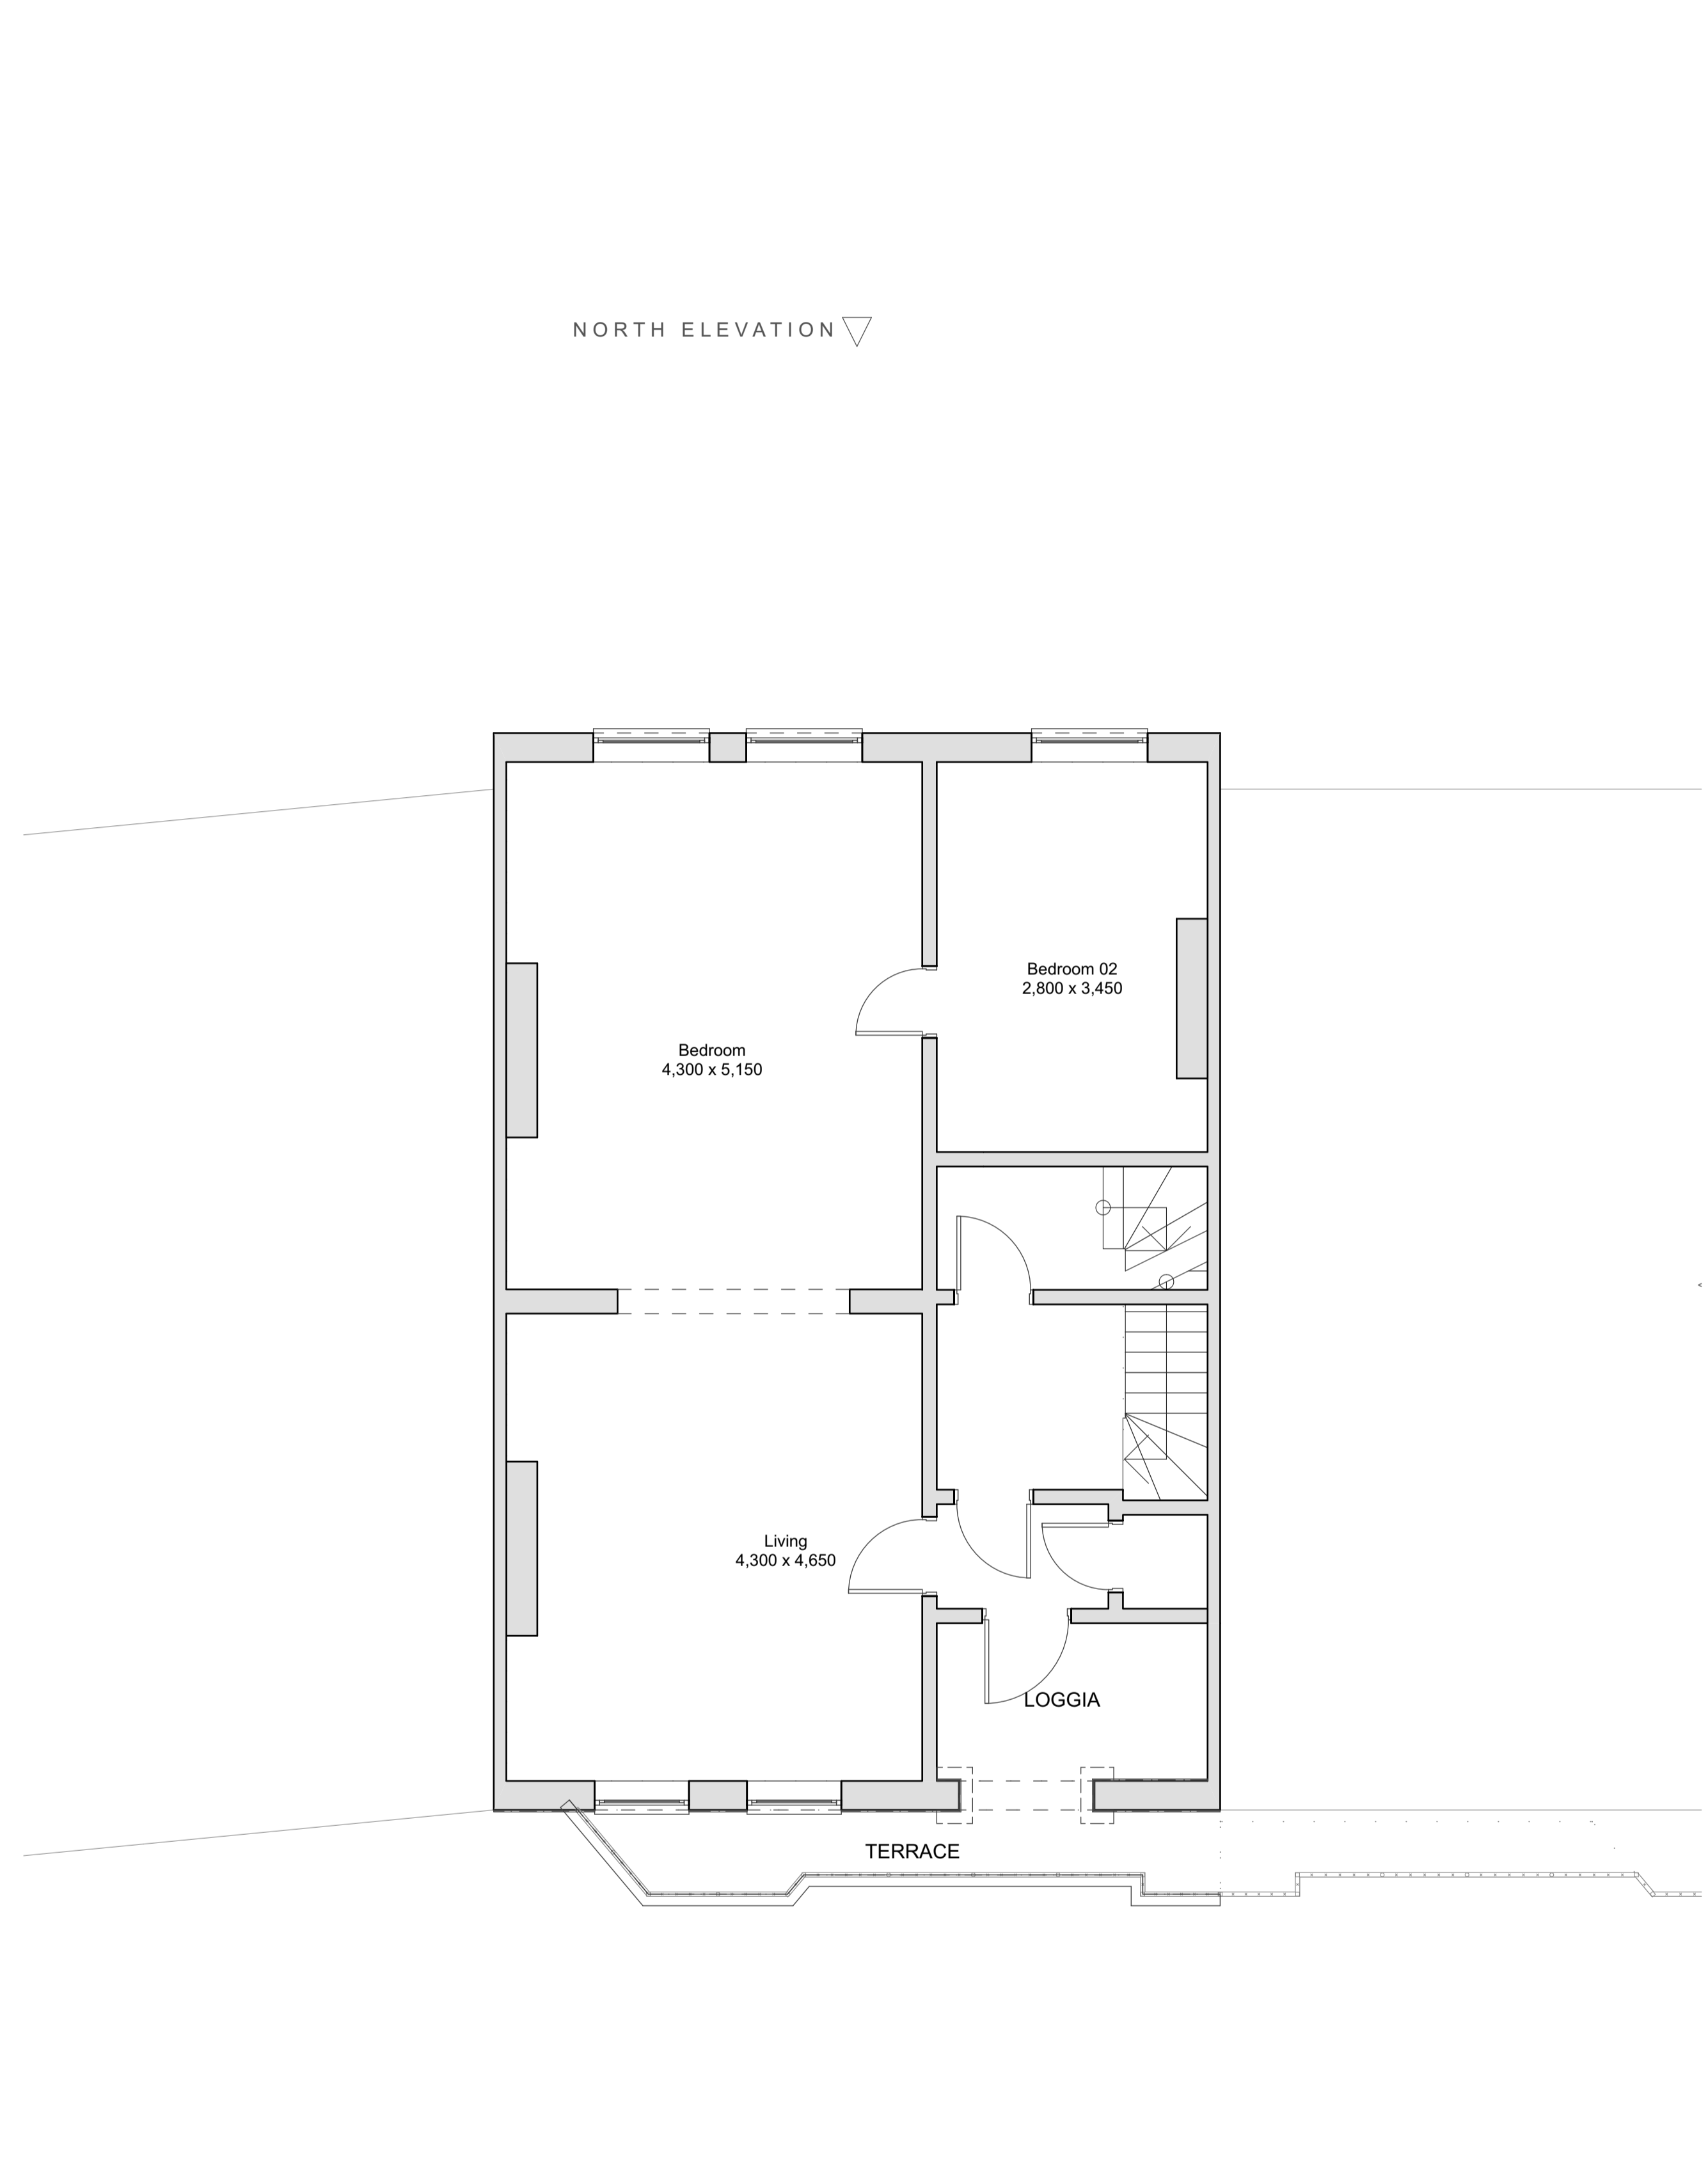 NORTH ELEVATION
Bedroom 02
2,800 x 3,450
Bedroom
4,300 x 5,150
Living
4,300 x 4,650
LOGGIA
TERRACE